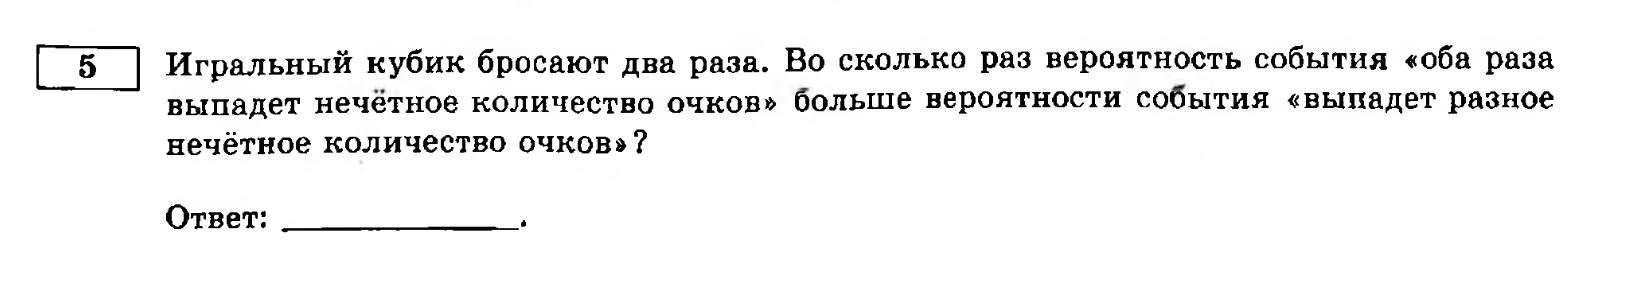 5
Игральный кубик бросают два раза. Во сколько раз вероятность события «оба раза
выпадет нечётное количество очков» больше вероятности события «выпадет разное
нечётное количество очков»?
Ответ: ______________.